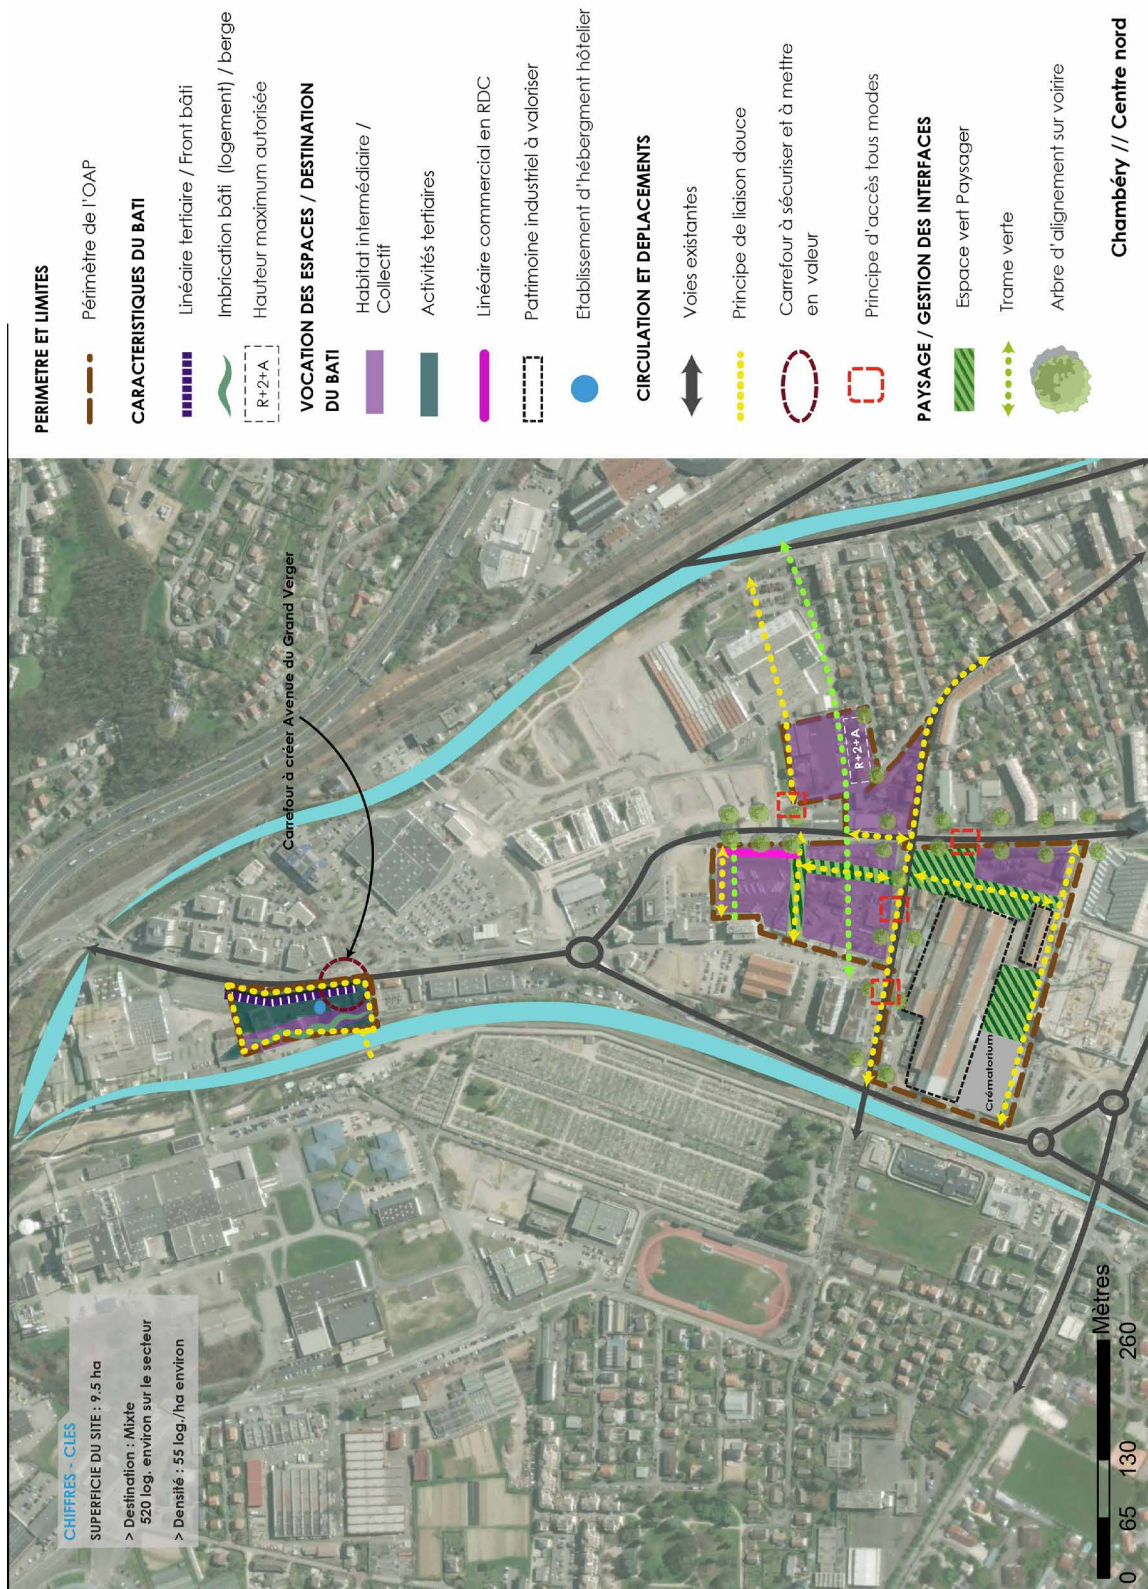 CHIFFRES - CLES
SUPERFICIE DU SITE : 9.5 ha
> Destination : Mixte
520 log. environ sur le secteur
> Densité : 55 log./ha environ
Carrefour à créer Avenue du Grand Verger
R+2+A
Crématorium
0 65 130 260
Mètres
PERIMETRE ET LIMITES
Périmètre de l'OAP
CARACTERISTIQUES DU BATI
Linéaire tertiaire / Front bâti
Imbrication bâti (logement) / berge
R+2+A
Hauteur maximum autorisée
VOCATION DES ESPACES / DESTINATION
DU BATI
Habitat intermédiaire /
Collectif
Activités tertiaires
Linéaire commercial en RDC
Patrimoine industriel à valoriser
Etablissement d'hébergment hôtelier
CIRCULATION ET DEPLACEMENTS
Voies existantes
Principe de liaison douce
Carrefour à sécuriser et à mettre
en valeur
Principe d'accès tous modes
PAYSAGE / GESTION DES INTERFACES
Espace vert Paysager
Trame verte
Arbre d'alignement sur voirire
Chambéry // Centre nord